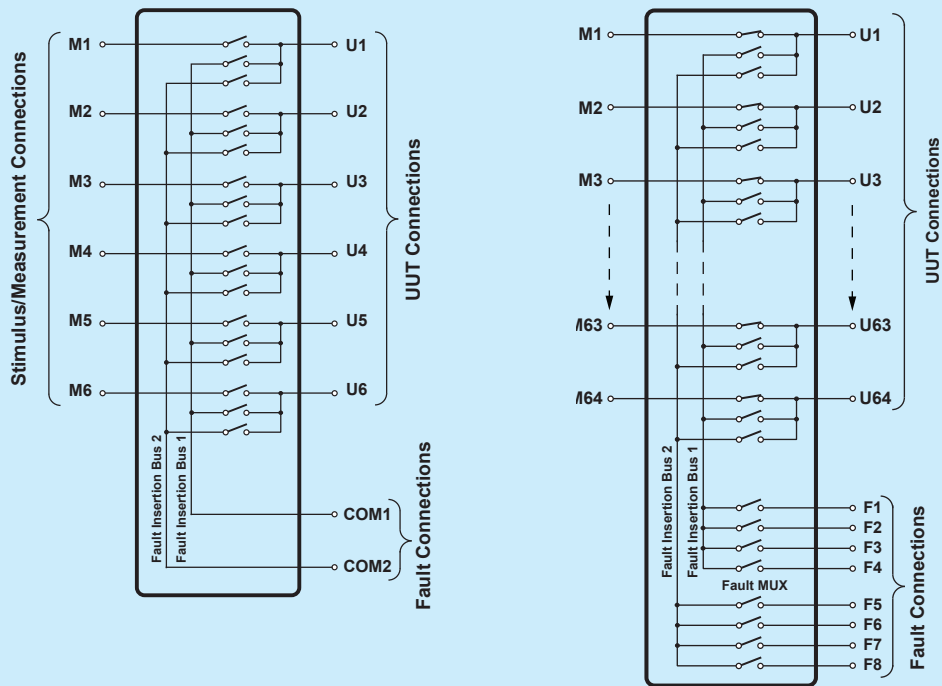 Stimulus/Measurement Connections
M1
U1
M2
U2
M3
U3
M4
U4
M5
U5
M6
U6
UUT Connections
Fault Insertion Bus 2
Fault Insertion Bus 1
COM1
COM2
Fault Connections
M1
U1
M2
U2
M3
U3
M63
U63
M64
U64
UUT Connections
Fault Insertion Bus 2
Fault Insertion Bus 1
F1
F2
F3
F4
Fault MUX
F5
F6
F7
F8
Fault Connections